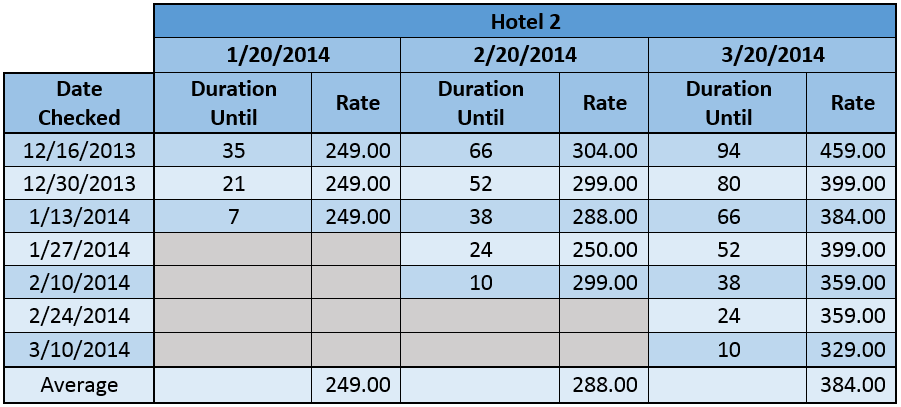 Hotel 2
1/20/2014 2/20/2014 3/20/2014
Date Checked Duration Until Rate Duration Until Rate Duration Until Rate
12/16/2013 35 249.00 66 304.00 94 459.00
12/30/2013 21 249.00 52 299.00 80 399.00
1/13/2014 7 249.00 38 288.00 66 384.00
1/27/2014 24 250.00 52 399.00
2/10/2014 10 299.00 38 359.00
2/24/2014 24 359.00
3/10/2014 10 329.00
Average 249.00 288.00 384.00